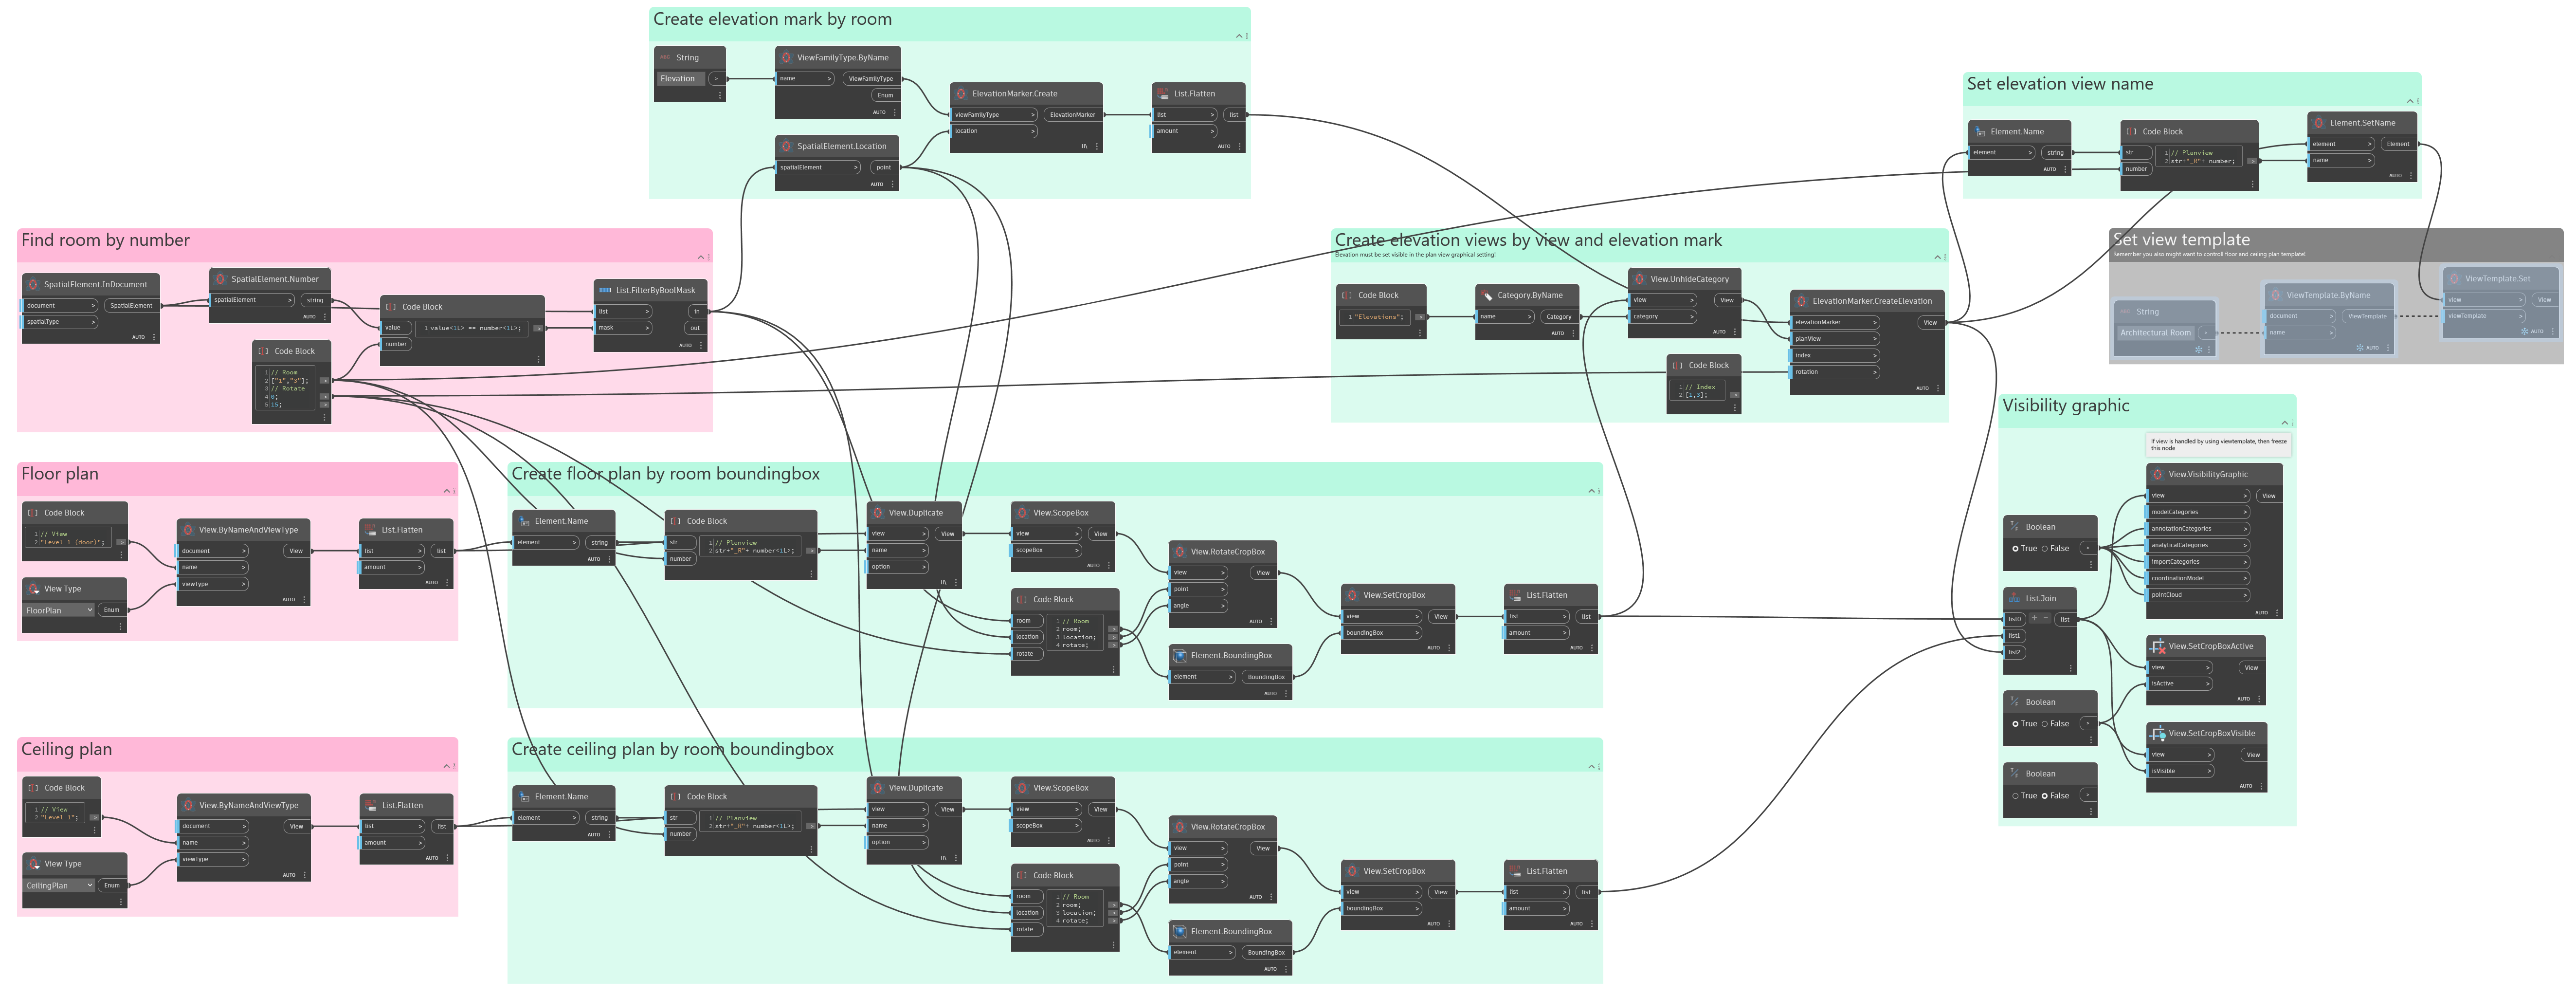 Create elevation mark by room
String
Elevation
>
ViewFamilyType.ByName
name
>
ViewFamilyType
Enum
AUTO
SpatialElement.Location
spatialElement
>
point
AUTO
ElevationMarker.Create
viewFamilyType
>
ElevationMarker
location
>
List.Flatten
list
>
list
amount
>
AUTO
Set elevation view name
Element.Name
element
>
string
AUTO
Code Block
str
number
1 // Planview
2 str+"_R"+ number;
>
Element.SetName
element
>
Element
name
>
AUTO
Find room by number
SpatialElement.InDocument
document
>
SpatialElement
spatialType
>
AUTO
SpatialElement.Number
spatialElement
>
string
AUTO
Code Block
value
number
1 value<1L> == number<1L>;
>
Code Block
1 // Room
2 ["1","3"];
3 // Rotate
4 0;
5 15;
List.FilterByBoolMask
list
>
in
mask
>
out
AUTO
Create elevation views by view and elevation mark
Elevation must be set visible in the plan view graphical setting!
Code Block
1 "Elevations";
>
Category.ByName
name
>
Category
AUTO
View.UnhideCategory
view
>
View
category
>
AUTO
Code Block
1 // Index
2 [1,3];
>
ElevationMarker.CreateElevation
elevationMarker
>
View
planView
>
index
>
rotation
>
AUTO
Set view template
Remember you also might want to controll floor and ceiling plan template!
String
Architectural Room
>
ViewTemplate.ByName
document
>
ViewTemplate
name
>
AUTO
ViewTemplate.Set
view
>
View
viewTemplate
>
AUTO
Floor plan
Code Block
1 // View
2 "Level 1 (door)";
>
View Type
FloorPlan
Enum
View.ByNameAndViewType
document
>
View
name
>
viewType
>
AUTO
List.Flatten
list
>
list
amount
>
AUTO
Create floor plan by room boundingbox
Element.Name
element
>
string
AUTO
Code Block
str
number
1 // Planview
2 str+"_R"+ number<1L>;
>
View.Duplicate
view
>
View
name
>
option
>
View.ScopeBox
view
>
View
scopeBox
>
AUTO
Code Block
room
location
rotate
1 // Room
2 room;
3 location;
4 rotate;
View.RotateCropBox
view
>
View
point
>
angle
>
AUTO
Element.BoundingBox
element
>
BoundingBox
AUTO
View.SetCropBox
view
>
View
boundingBox
>
AUTO
List.Flatten
list
>
list
amount
>
AUTO
Ceiling plan
Code Block
1 // View
2 "Level 1";
>
View Type
CeilingPlan
Enum
View.ByNameAndViewType
document
>
View
name
>
viewType
>
AUTO
List.Flatten
list
>
list
amount
>
AUTO
Create ceiling plan by room boundingbox
Element.Name
element
>
string
AUTO
Code Block
str
number
1 // Planview
2 str+"_R"+ number<1L>;
>
View.Duplicate
view
>
View
name
>
option
>
View.ScopeBox
view
>
View
scopeBox
>
AUTO
Code Block
room
location
rotate
1 // Room
2 room;
3 location;
4 rotate;
View.RotateCropBox
view
>
View
point
>
angle
>
AUTO
Element.BoundingBox
element
>
BoundingBox
AUTO
View.SetCropBox
view
>
View
boundingBox
>
AUTO
List.Flatten
list
>
list
amount
>
AUTO
Visibility graphic
If view is handled by using viewtemplate, then freeze
this node
View.VisibilityGraphic
view
>
View
modelCategories
>
annotationCategories
>
analyticalCategories
>
importCategories
>
coordinationModel
>
pointCloud
>
AUTO
Boolean
True
False
>
List.Join
list0
+
-
list
list1
list2
View.SetCropBoxActive
view
>
View
isActive
>
AUTO
Boolean
True
False
>
View.SetCropBoxVisible
view
>
View
isVisible
>
AUTO
Boolean
True
False
>